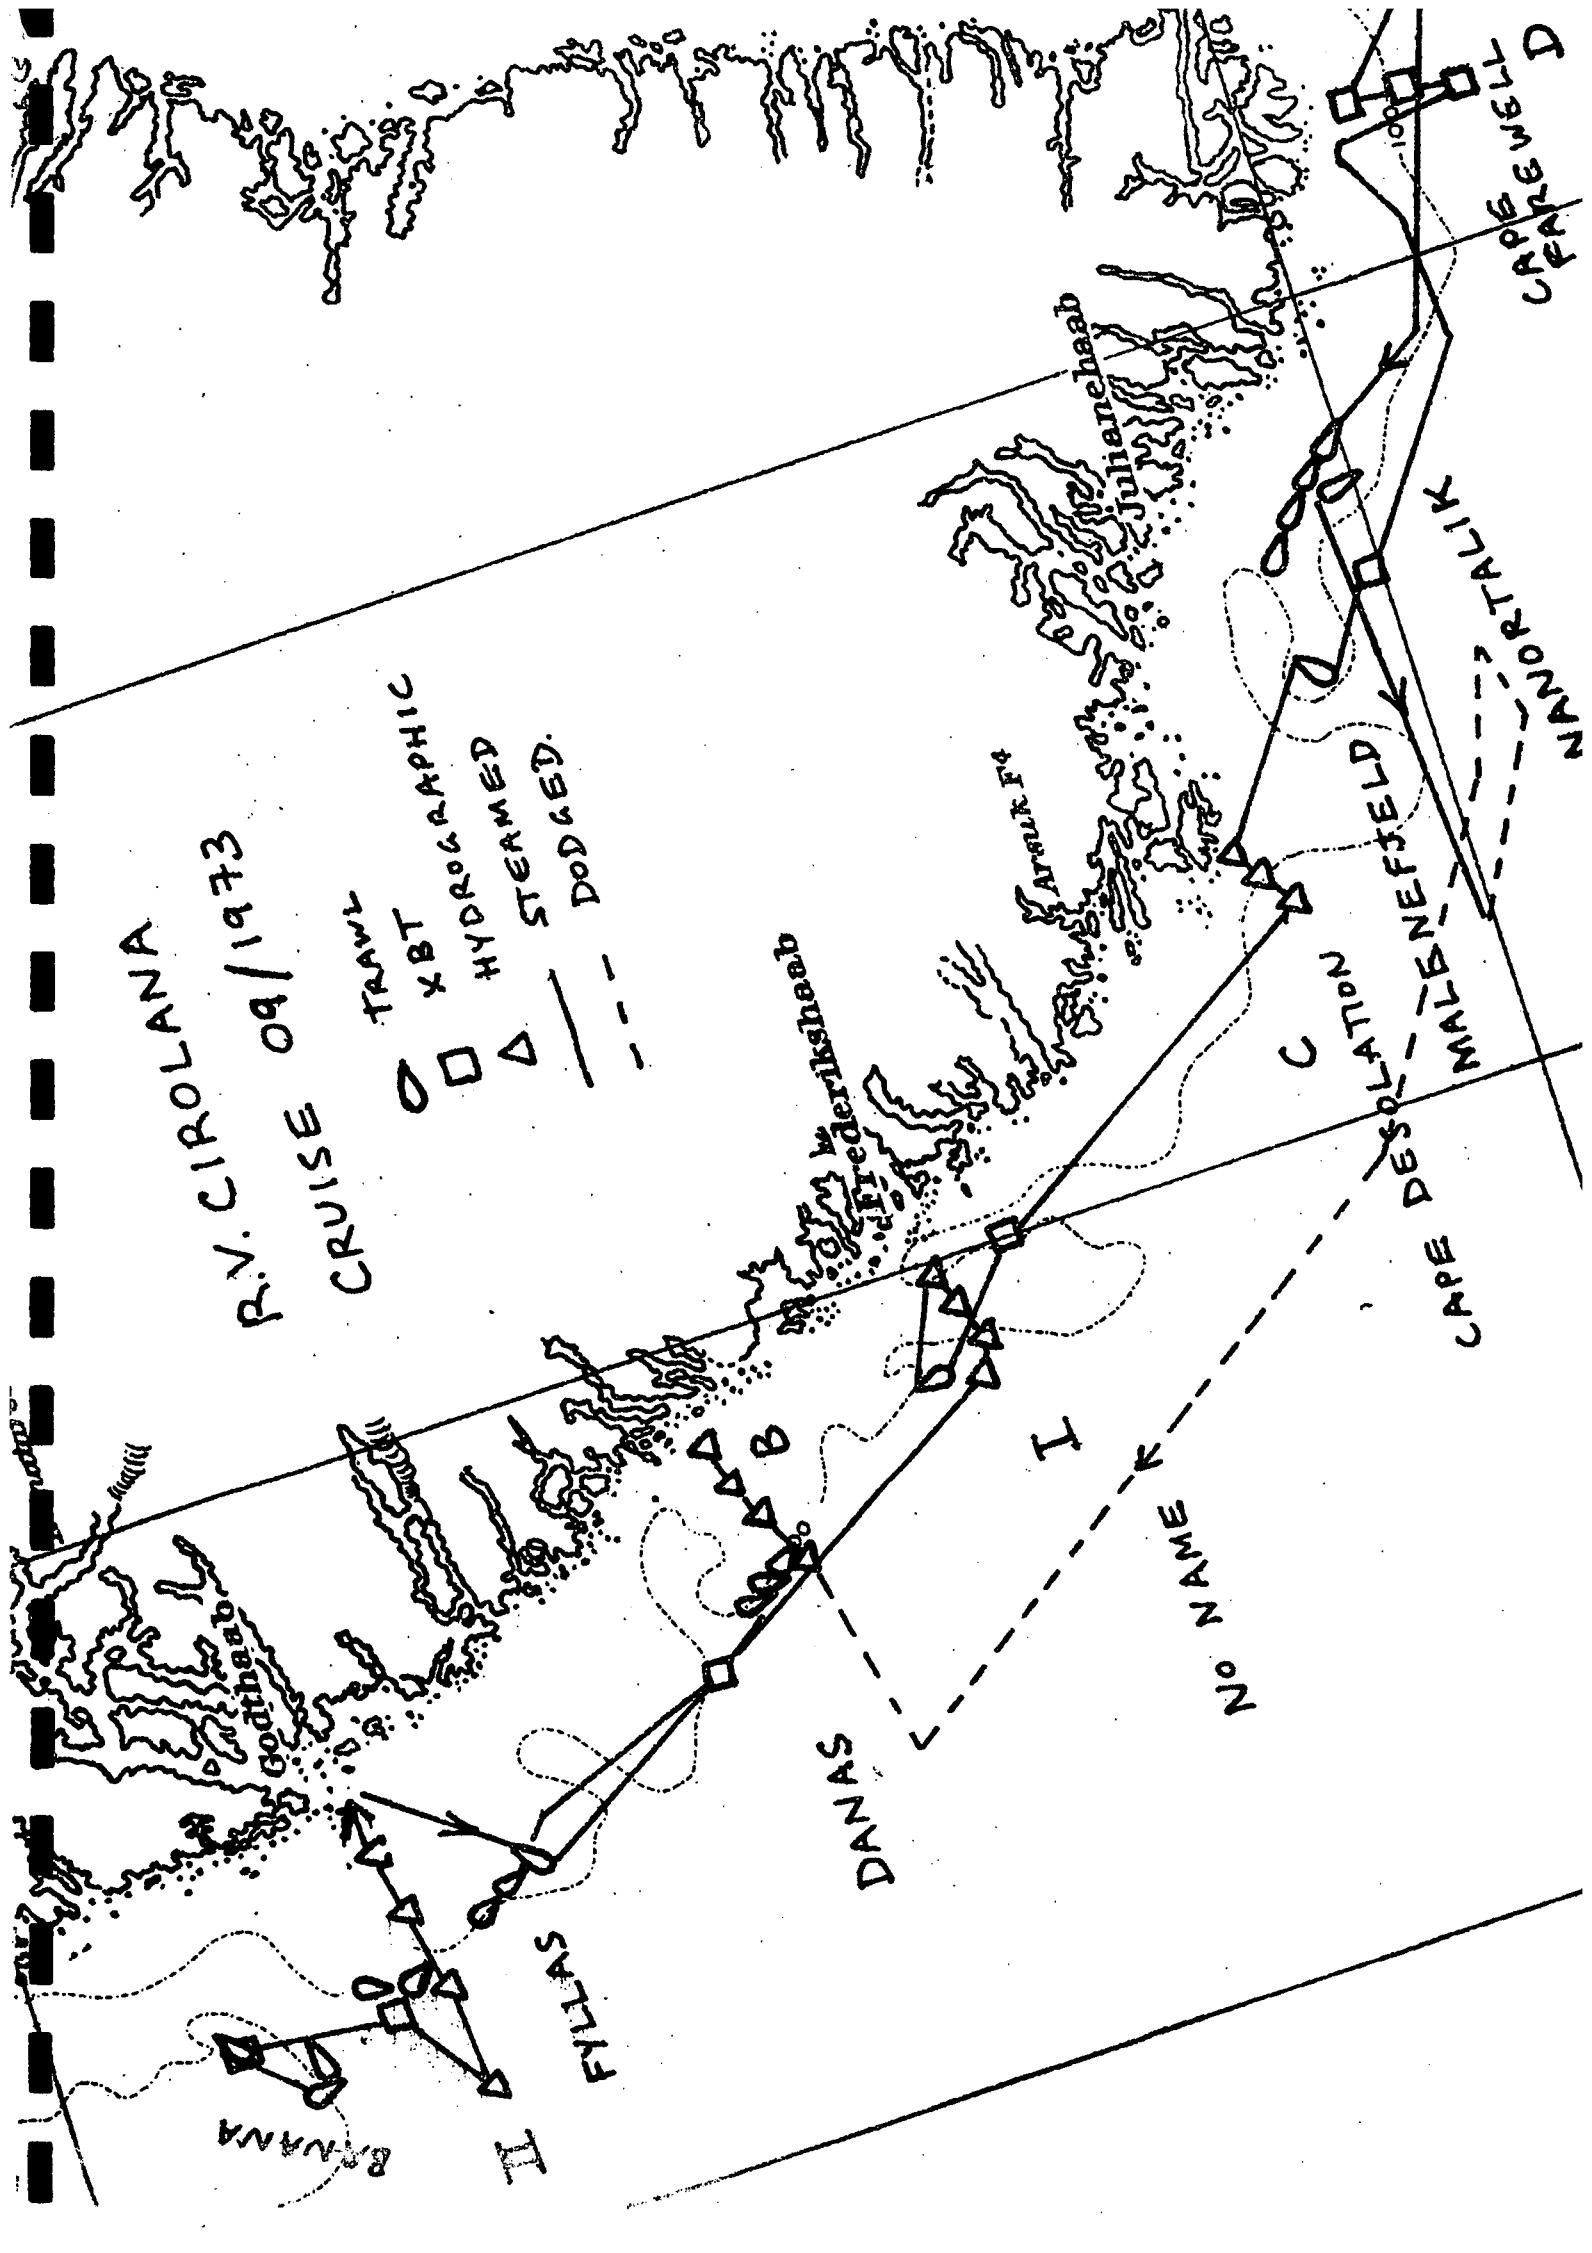 R.V. CIROLANA
CRUISE 09/1973
TRAWL
XBT
HYDROGRAPHIC
STEAMED
DODGED.
Godthaab
Frederikshaab
Julianehaab
BANANA
II
FYLLAS
DANAS
B
I
No NAME
C
CAPE DESOLATION
MALENEFJELD
NANORTALIK
CAPE
FAREWELL
D